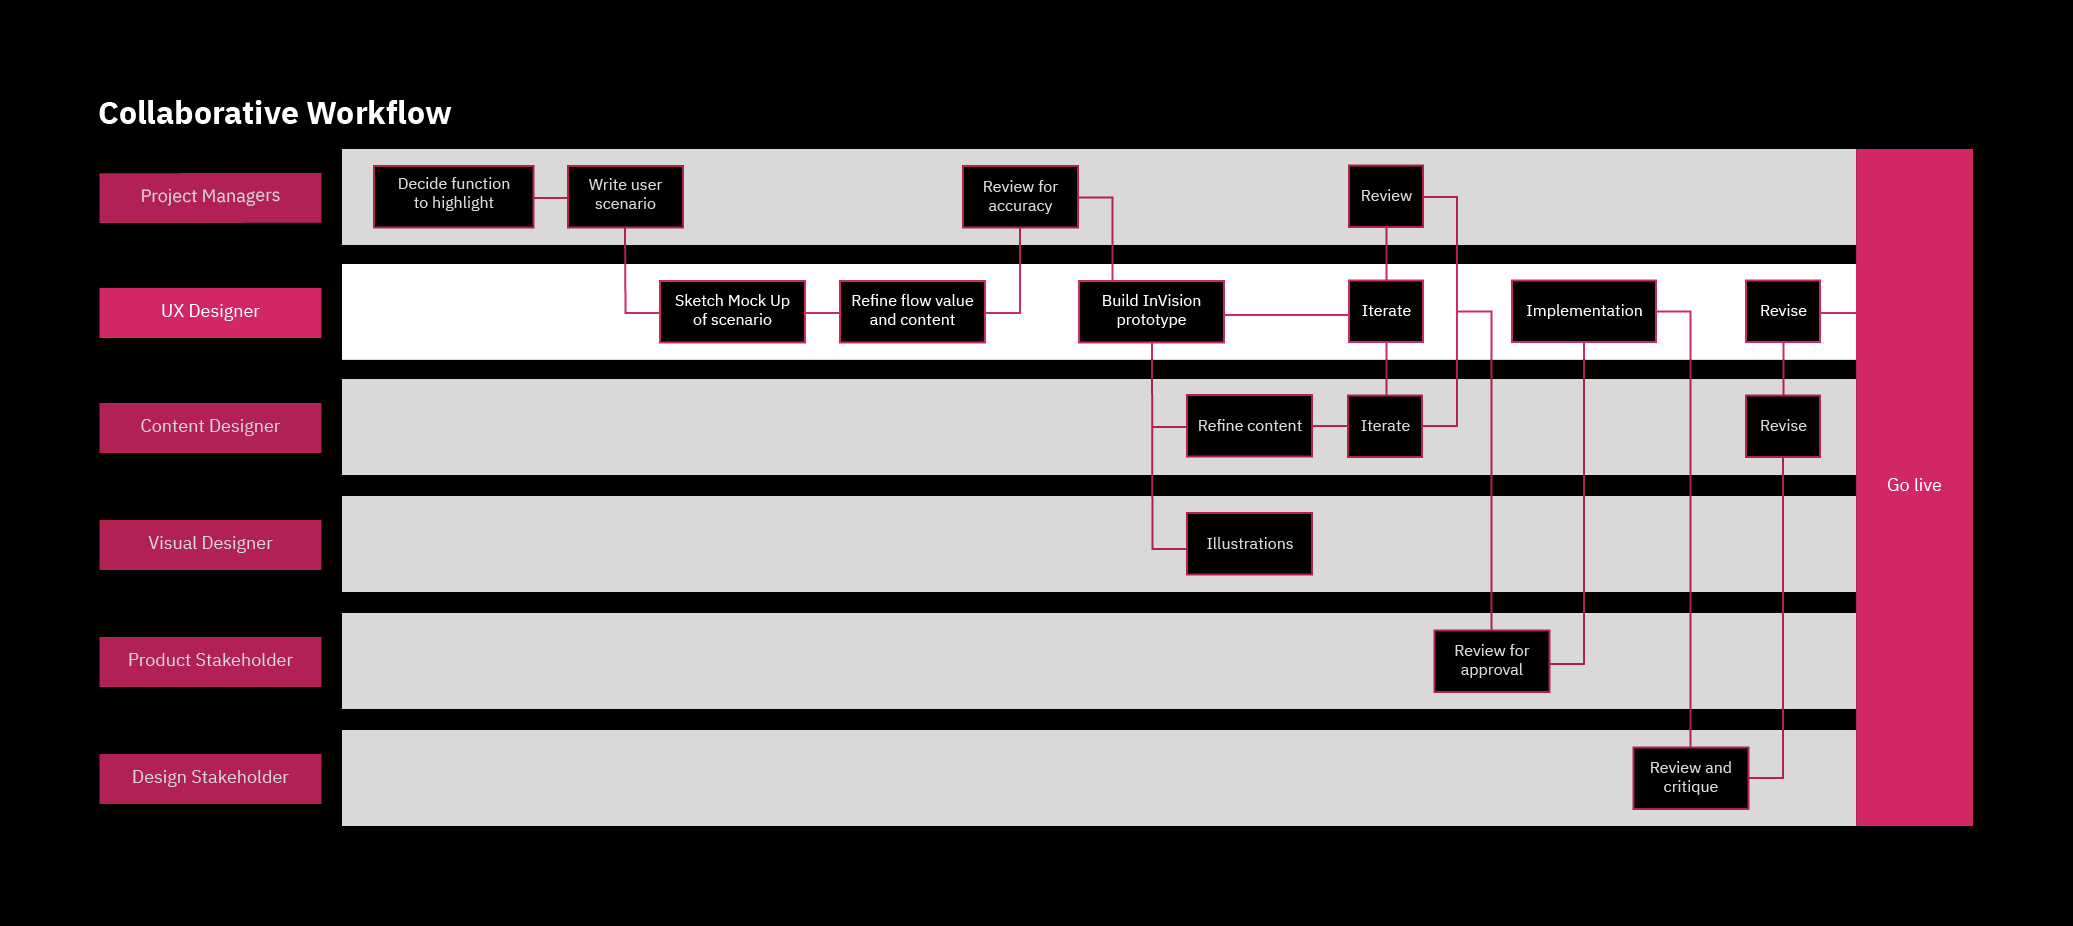 Collaborative Workflow
Project Managers
Decide function
to highlight
Write user
scenario
Review for
accuracy
Review
UX Designer
Sketch Mock Up
of scenario
Refine flow value
and content
Build InVision
prototype
Iterate
Implementation
Revise
Content Designer
Refine content
Iterate
Revise
Go live
Visual Designer
Illustrations
Product Stakeholder
Review for
approval
Design Stakeholder
Review and
critique